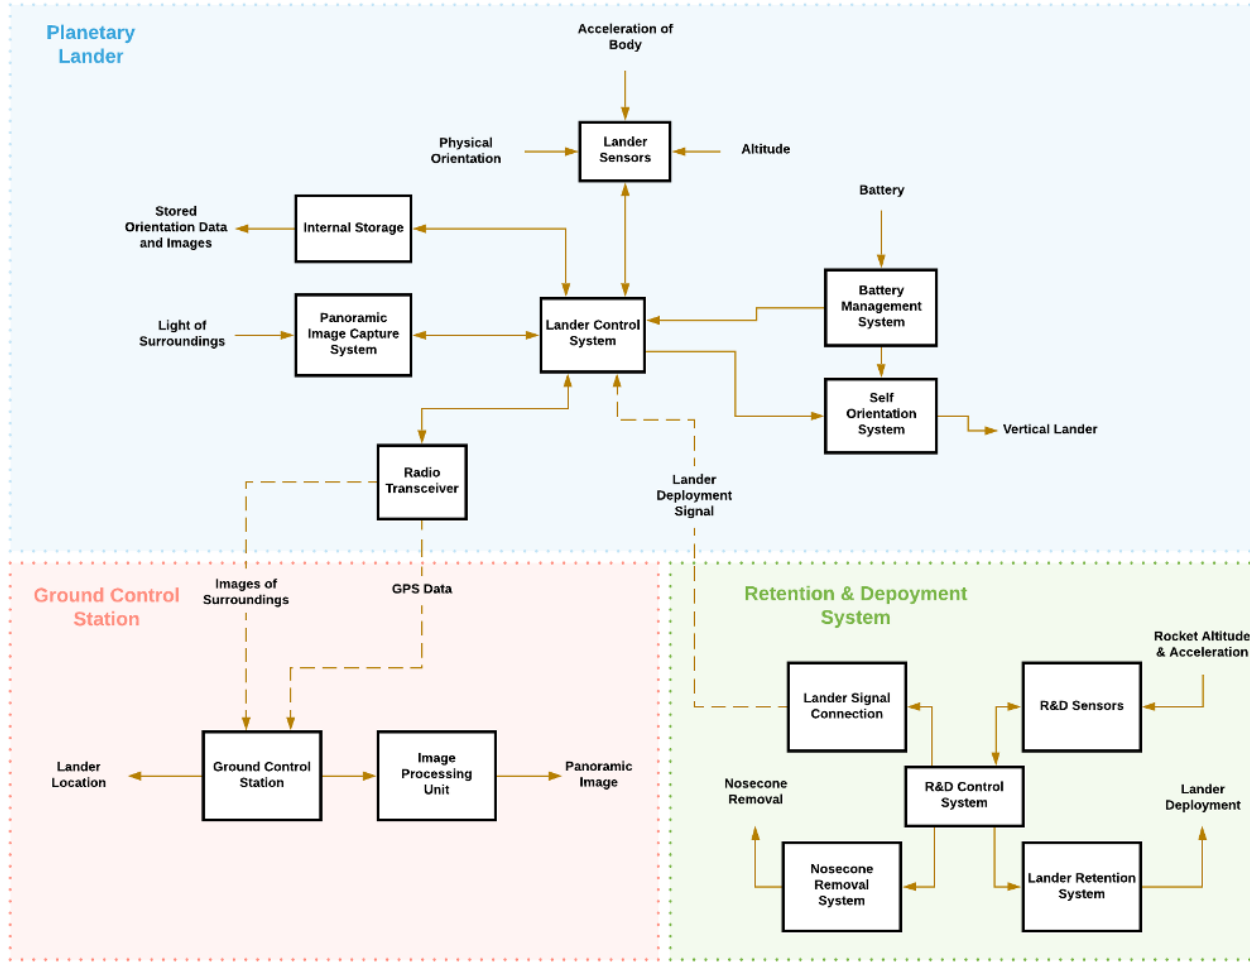 Planetary
Lander
Acceleration of
Body
Physical
Orientation
Lander
Sensors
Altitude
Battery
Stored
Orientation Data
and Images
Internal Storage
Battery
Management
System
Light of
Surroundings
Panoramic
Image Capture
System
Lander Control
System
Self
Orientation
System
Vertical Lander
Radio
Transceiver
Lander
Deployment
Signal
Images of
Surroundings
GPS Data
Ground Control
Station
Lander
Location
Ground Control
Station
Image
Processing
Unit
Panoramic
Image
Retention & Depoyment
System
Rocket Altitude
& Acceleration
Lander Signal
Connection
R&D Sensors
Nosecone
Removal
R&D Control
System
Lander
Deployment
Nosecone
Removal
System
Lander Retention
System